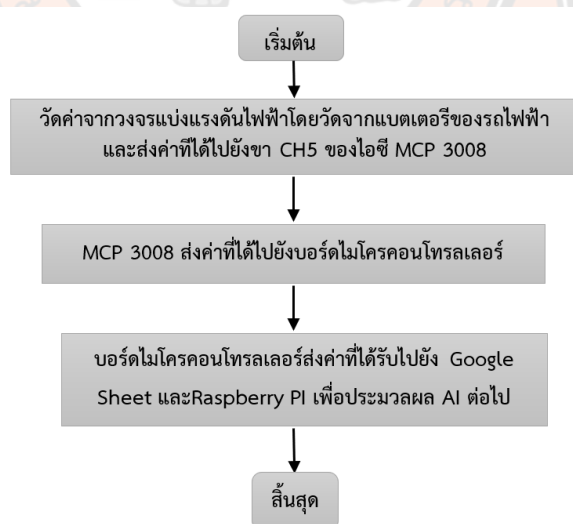 เริ่มต้น
วัดค่าจากวงจรแบ่งแรงดันไฟฟ้าโดยวัดจากแบตเตอรีของรถไฟฟ้า
และส่งค่าที่ได้ไปยังขา CH5 ของไอซี MCP 3008
MCP 3008 ส่งค่าที่ได้ไปยังบอร์ดไมโครคอนโทรลเลอร์
บอร์ดไมโครคอนโทรลเลอร์ส่งค่าที่ได้รับไปยัง Google
Sheet และRaspberry PI เพื่อประมวลผล AI ต่อไป
สิ้นสุด